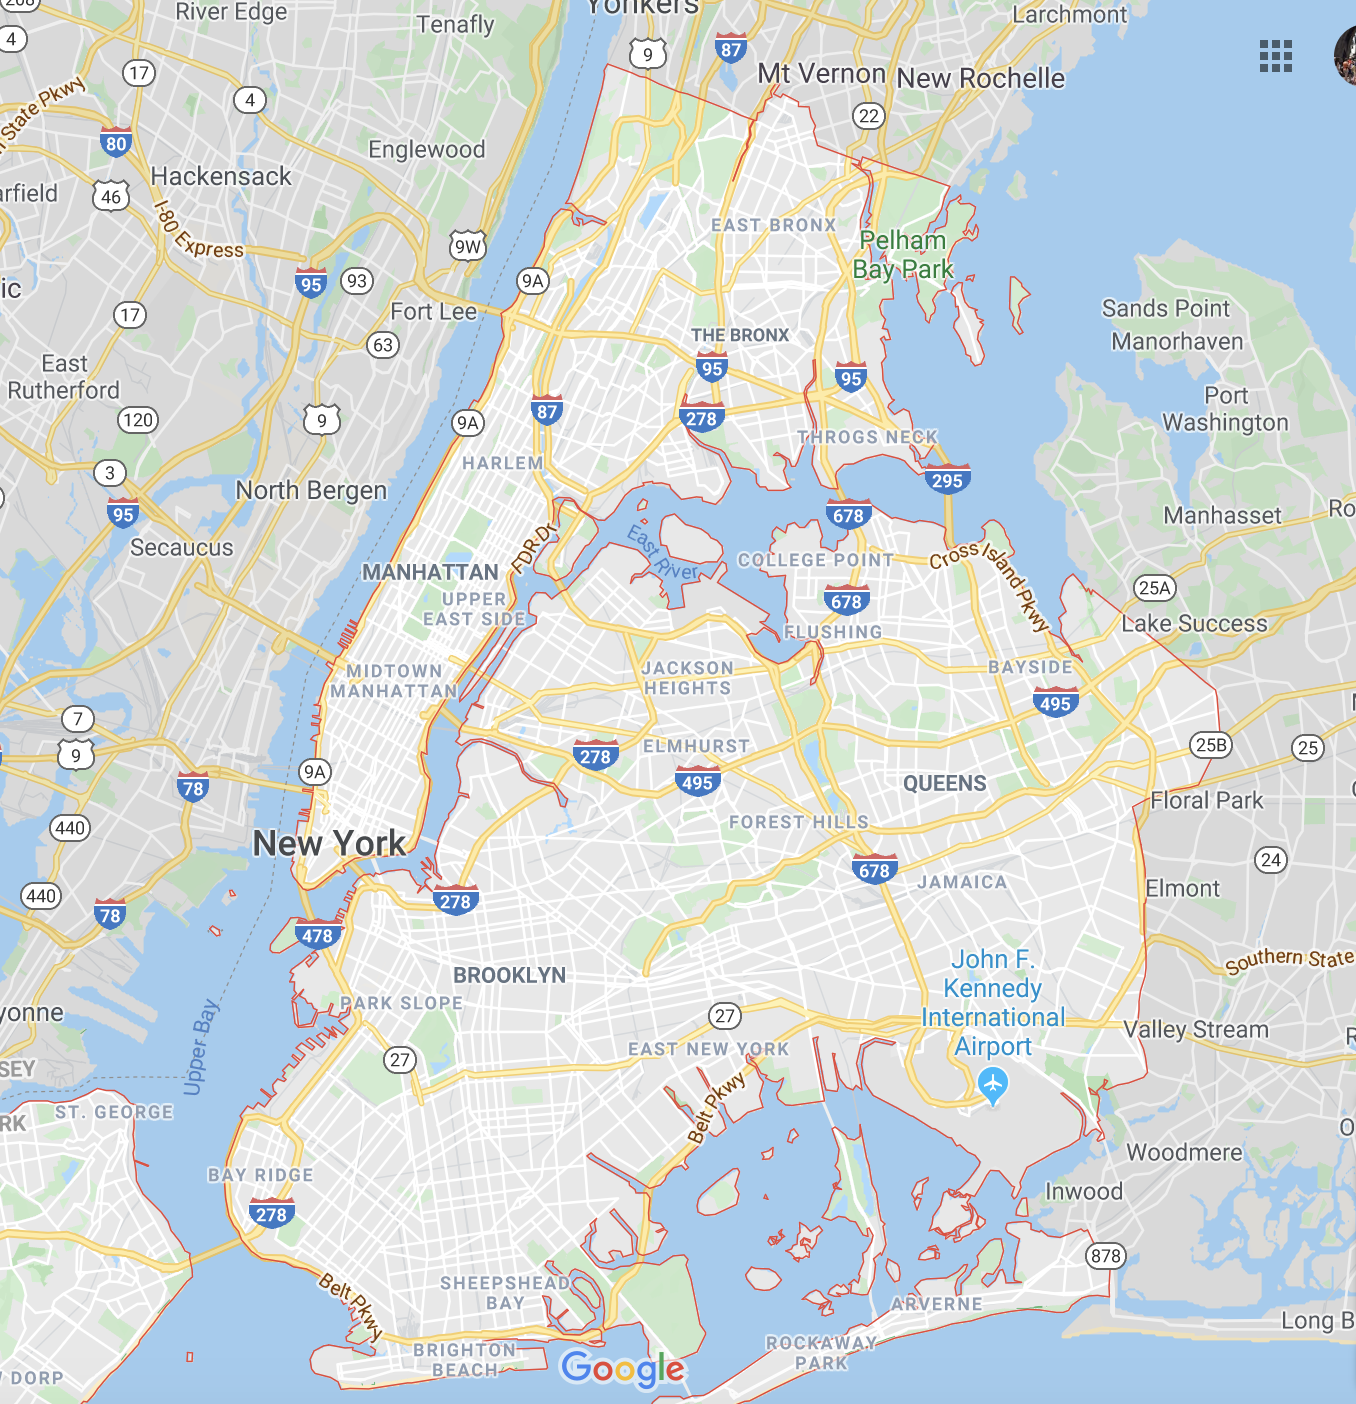 208
River Edge
Tenafly
Yonkers
Larchmont
4
9
87
17
Mt Vernon
New Rochelle
State Pkwy
4
22
80
Englewood
Hackensack
arfield
46
I-80 Express
9W
EAST BRONX
Pelham
Bay Park
95
93
9A
ic
Fort Lee
17
Sands Point
Manorhaven
63
THE BRONX
East
Rutherford
95
95
Port
Washington
120
9
9A
87
278
THROGS NECK
HARLEM
3
295
North Bergen
95
678
Manhasset
Ro
Secaucus
FDR Dr
East River
COLLEGE POINT
Cross Island Pkwy
MANHATTAN
UPPER
EAST SIDE
678
25A
Lake Success
FLUSHING
MIDTOWN
MANHATTAN
JACKSON
HEIGHTS
BAYSIDE
495
7
9
278
ELMHURST
495
25B
25
9A
78
QUEENS
Floral Park
440
New York
FOREST HILLS
24
678
JAMAICA
Elmont
440
78
278
478
BROOKLYN
John F.
Kennedy
International
Airport
Southern State
PARK SLOPE
yonne
27
Valley Stream
Upper Bay
27
EAST NEW YORK
SEY
ST. GEORGE
RK
Belt Pkwy
Woodmere
BAY RIDGE
Inwood
278
878
SHEEPSHEAD
BAY
Belt Pkwy
ARVERNE
Long B
ROCKAWAY
PARK
BRIGHTON
BEACH
Google
DORP